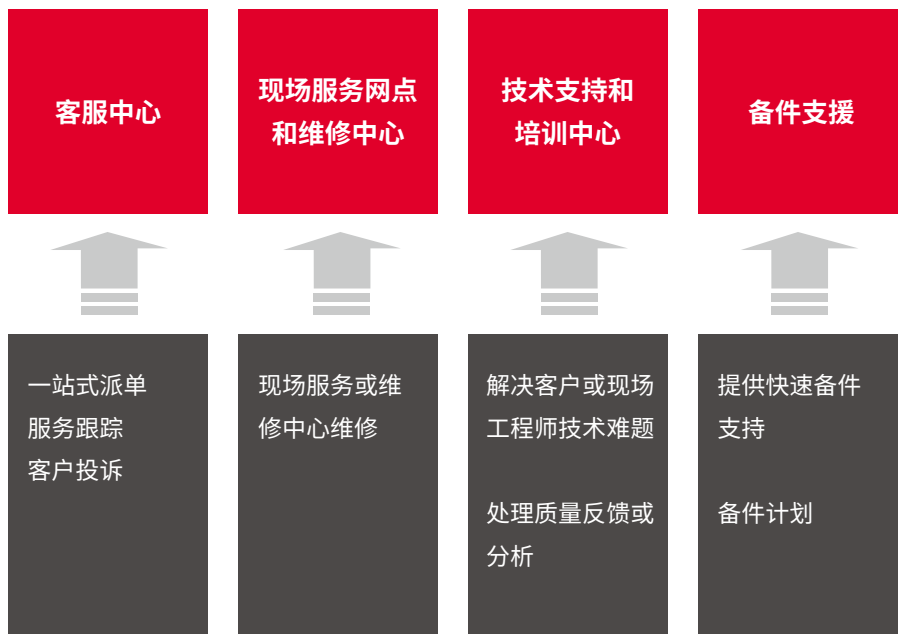 客服中心
现场服务网点
和维修中心
技术支持和
培训中心
备件支援
一站式派单
服务跟踪
客户投诉
现场服务或维
修中心维修
解决客户或现场
工程师技术难题
处理质量反馈或
分析
提供快速备件
支持
备件计划